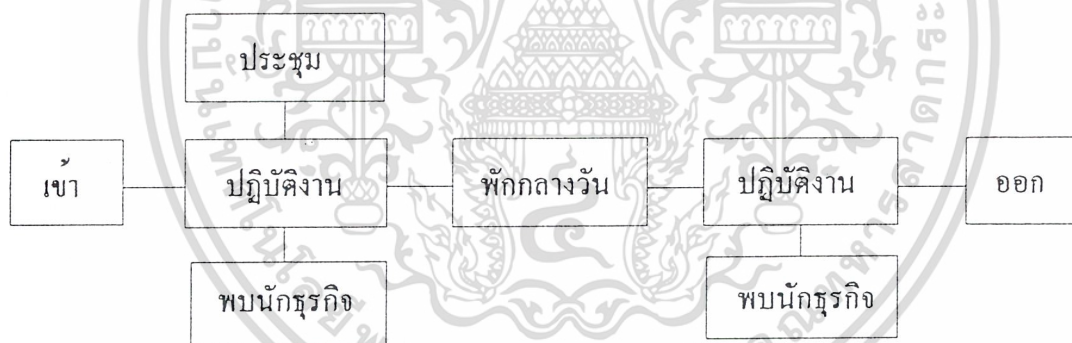 ประชุม
เข้า ปฏิบัติงาน พักกลางวัน ปฏิบัติงาน ออก
พบนักธุรกิจ พบนักธุรกิจ